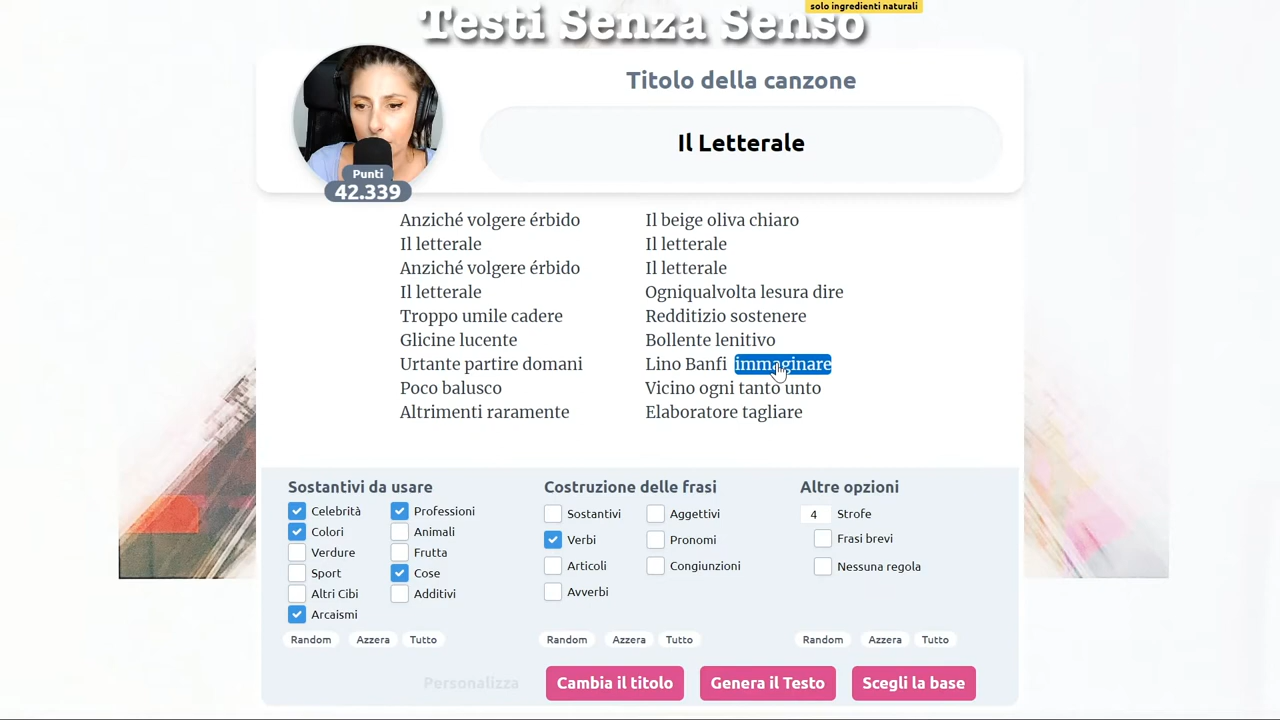 solo ingredienti naturali
Testi Senza Senso
Titolo della canzone
Il Letterale
Punti
42.339
Anziché volgere érbido
Il letterale
Anziché volgere érbido
Il letterale
Troppo umile cadere
Glicine lucente
Urtante partire domani
Poco balusco
Altrimenti raramente
Il beige oliva chiaro
Il letterale
Il letterale
Ogniqualvolta lesura dire
Redditizio sostenere
Bollente lenitivo
Lino Banfi immaginare
Vicino ogni tanto unto
Elaboratore tagliare
Sostantivi da usare
Celebrità
Colori
Verdure
Sport
Altri Cibi
Arcaismi
Professioni
Animali
Frutta
Cose
Additivi
Random Azzera Tutto
Costruzione delle frasi
Sostantivi
Verbi
Articoli
Avverbi
Aggettivi
Pronomi
Congiunzioni
Random Azzera Tutto
Altre opzioni
4 Strofe
Frasi brevi
Nessuna regola
Random Azzera Tutto
Personalizza
Cambia il titolo
Genera il Testo
Scegli la base